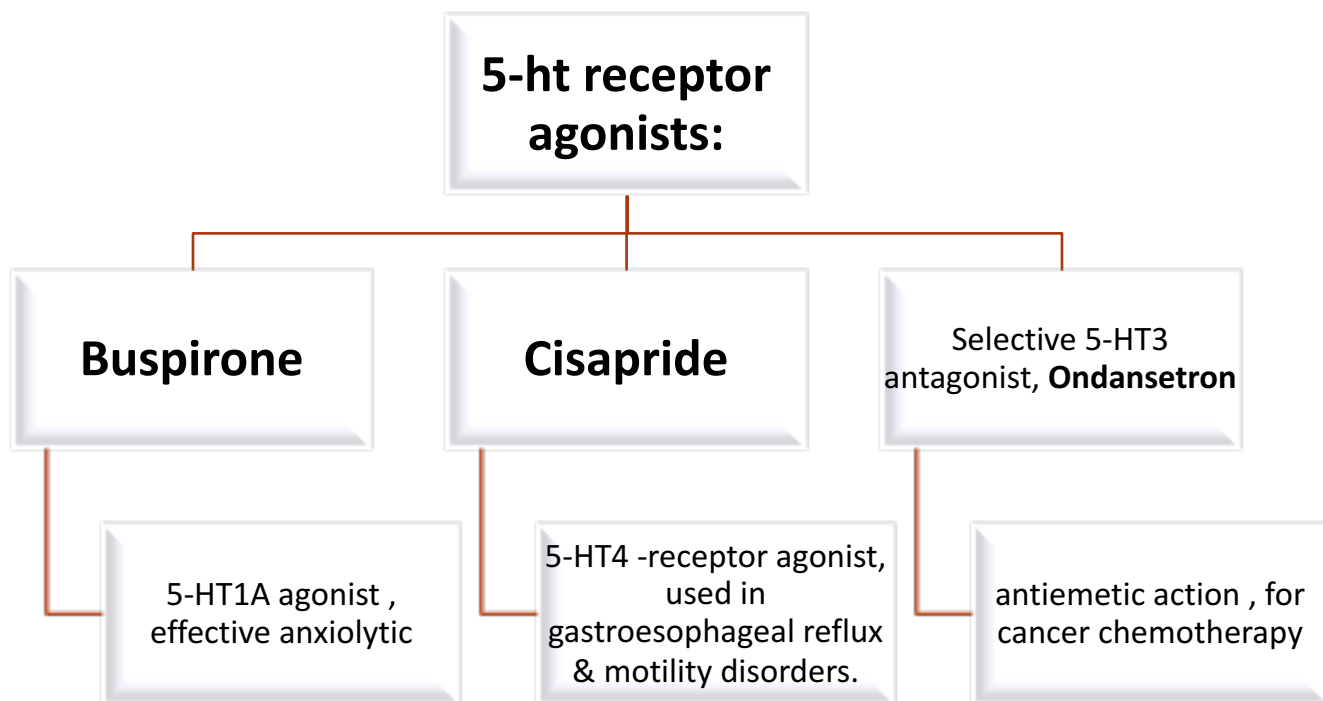 5-ht receptor
agonists:
Buspirone
Cisapride
Selective 5-HT3
antagonist, Ondansetron
5-HT1A agonist ,
effective anxiolytic
5-HT4 -receptor agonist,
used in
gastroesophageal reflux
& motility disorders.
antiemetic action , for
cancer chemotherapy